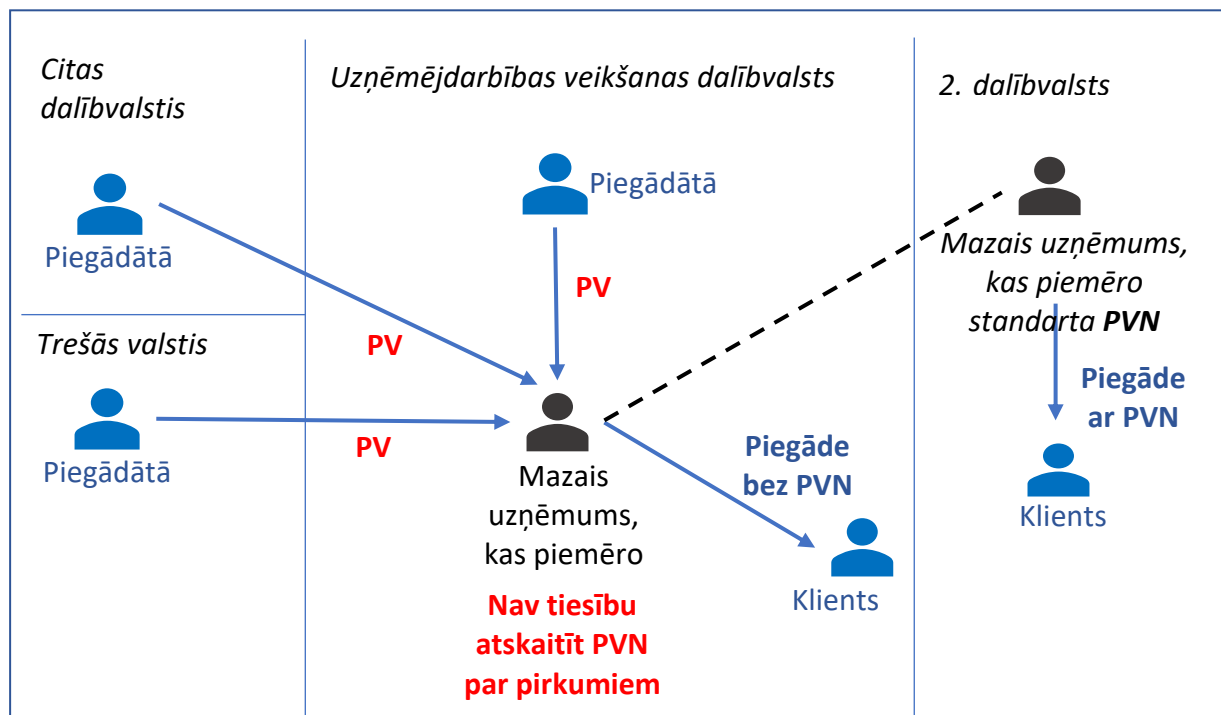 Citas
dalībvalstis
Piegādātā
PV
Trešās valstis
Piegādātā
PV
Uzņēmējdarbības veikšanas dalībvalsts
Piegādātā
PV
Mazais
uzņēmums,
kas piemēro
Nav tiesību
atskaitīt PVN
par pirkumiem
Piegāde
bez PVN
Klients
2. dalībvalsts
Mazais uzņēmums,
kas piemēro
standarta PVN
Piegāde
ar PVN
Klients